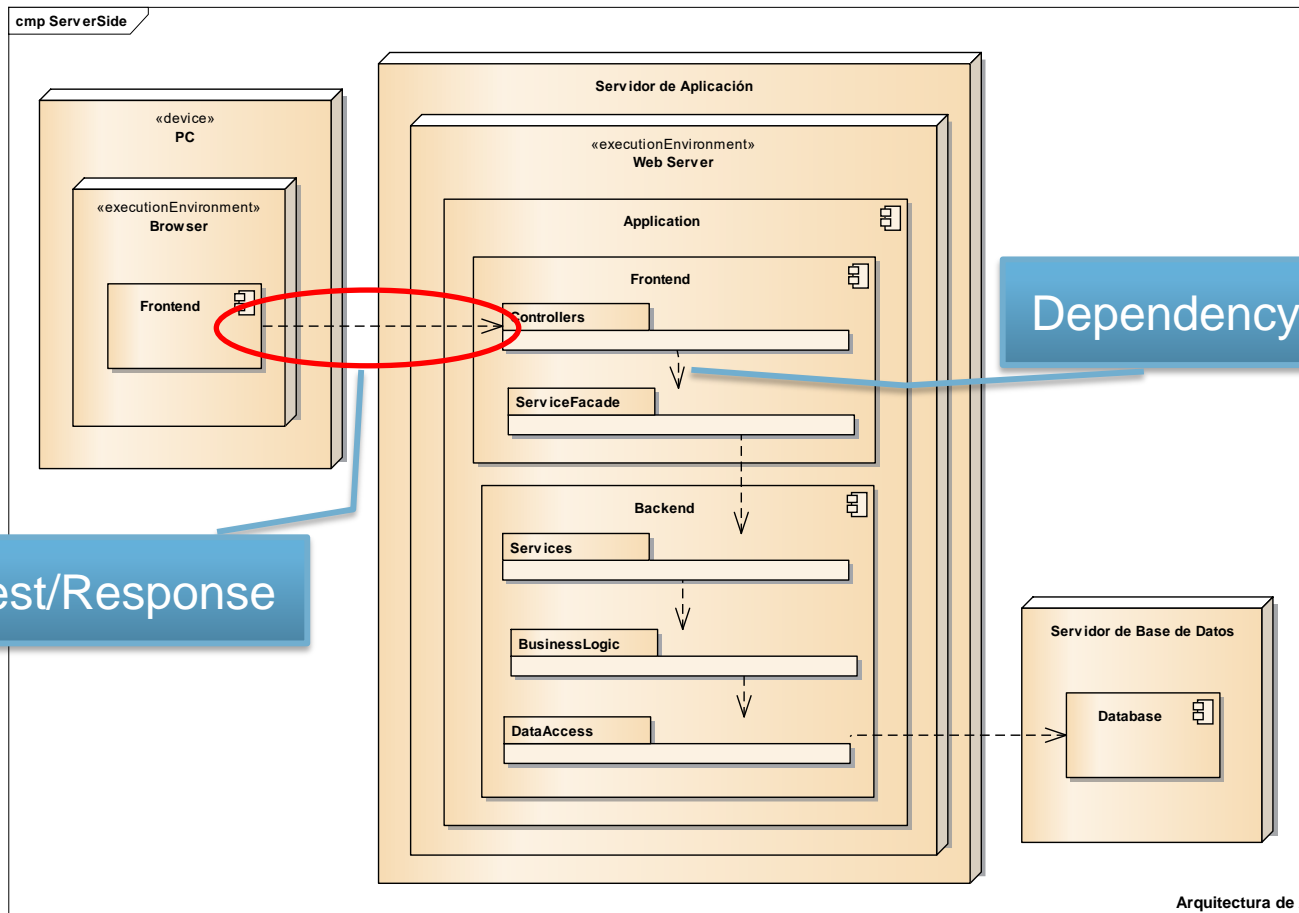 cmp ServerSide
«device»
PC
«executionEnvironment»
Browser
Frontend
Servidor de Aplicación
«executionEnvironment»
Web Server
Application
Frontend
Controllers
ServiceFacade
Dependency
Backend
Services
BusinessLogic
DataAccess
est/Response
Servidor de Base de Datos
Database
Arquitectura de